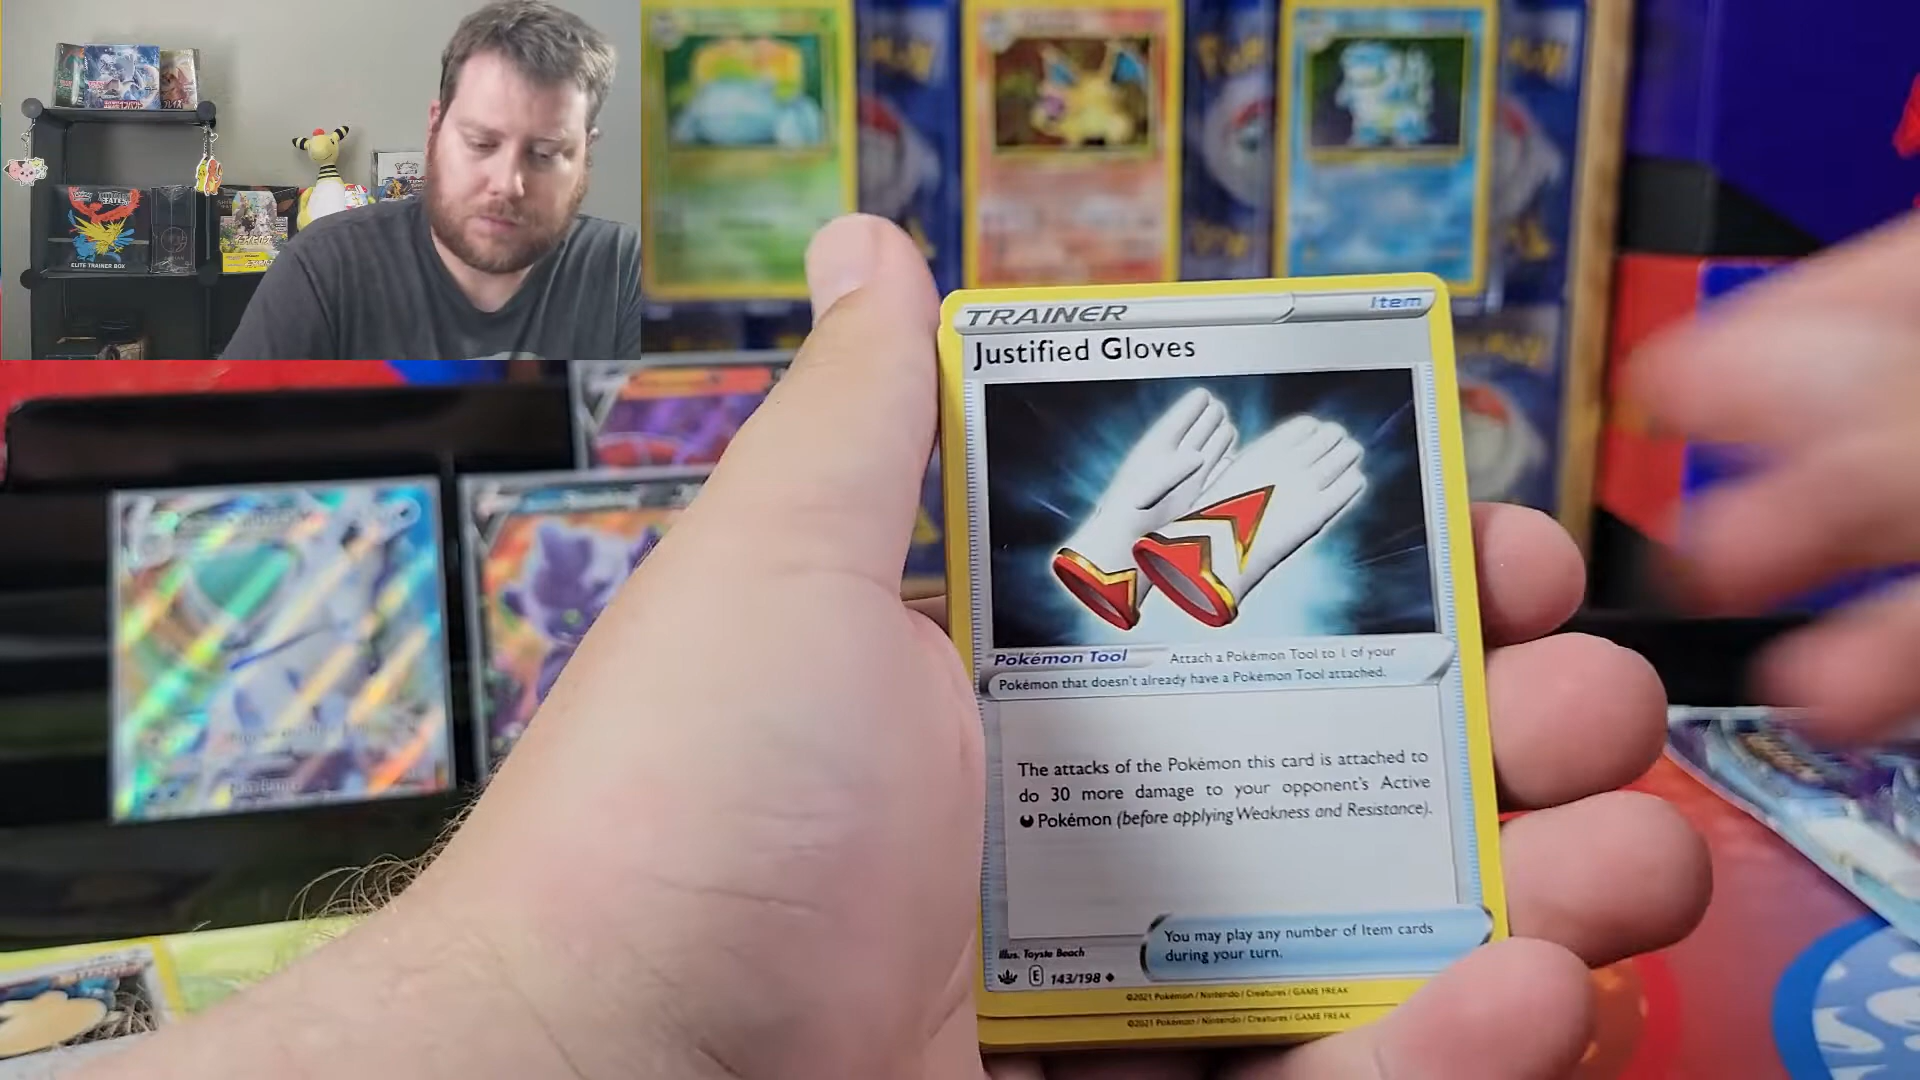 ELITE TRAINER BOX
TRAINER
Item
Justified Gloves
Pokémon Tool
Attach a Pokémon Tool to 1 of your
Pokémon that doesn't already have a Pokémon Tool attached.
The attacks of the Pokémon this card is attached to
do 30 more damage to your opponent's Active
Pokémon (before applying Weakness and Resistance).
You may play any number of Item cards
during your turn.
Illus. Toyste Beach
E 143/198
©2021 Pokémon / Nintendo / Creatures / GAME FREAK
©2021 Pokémon / Nintendo / Creatures / GAME FREAK